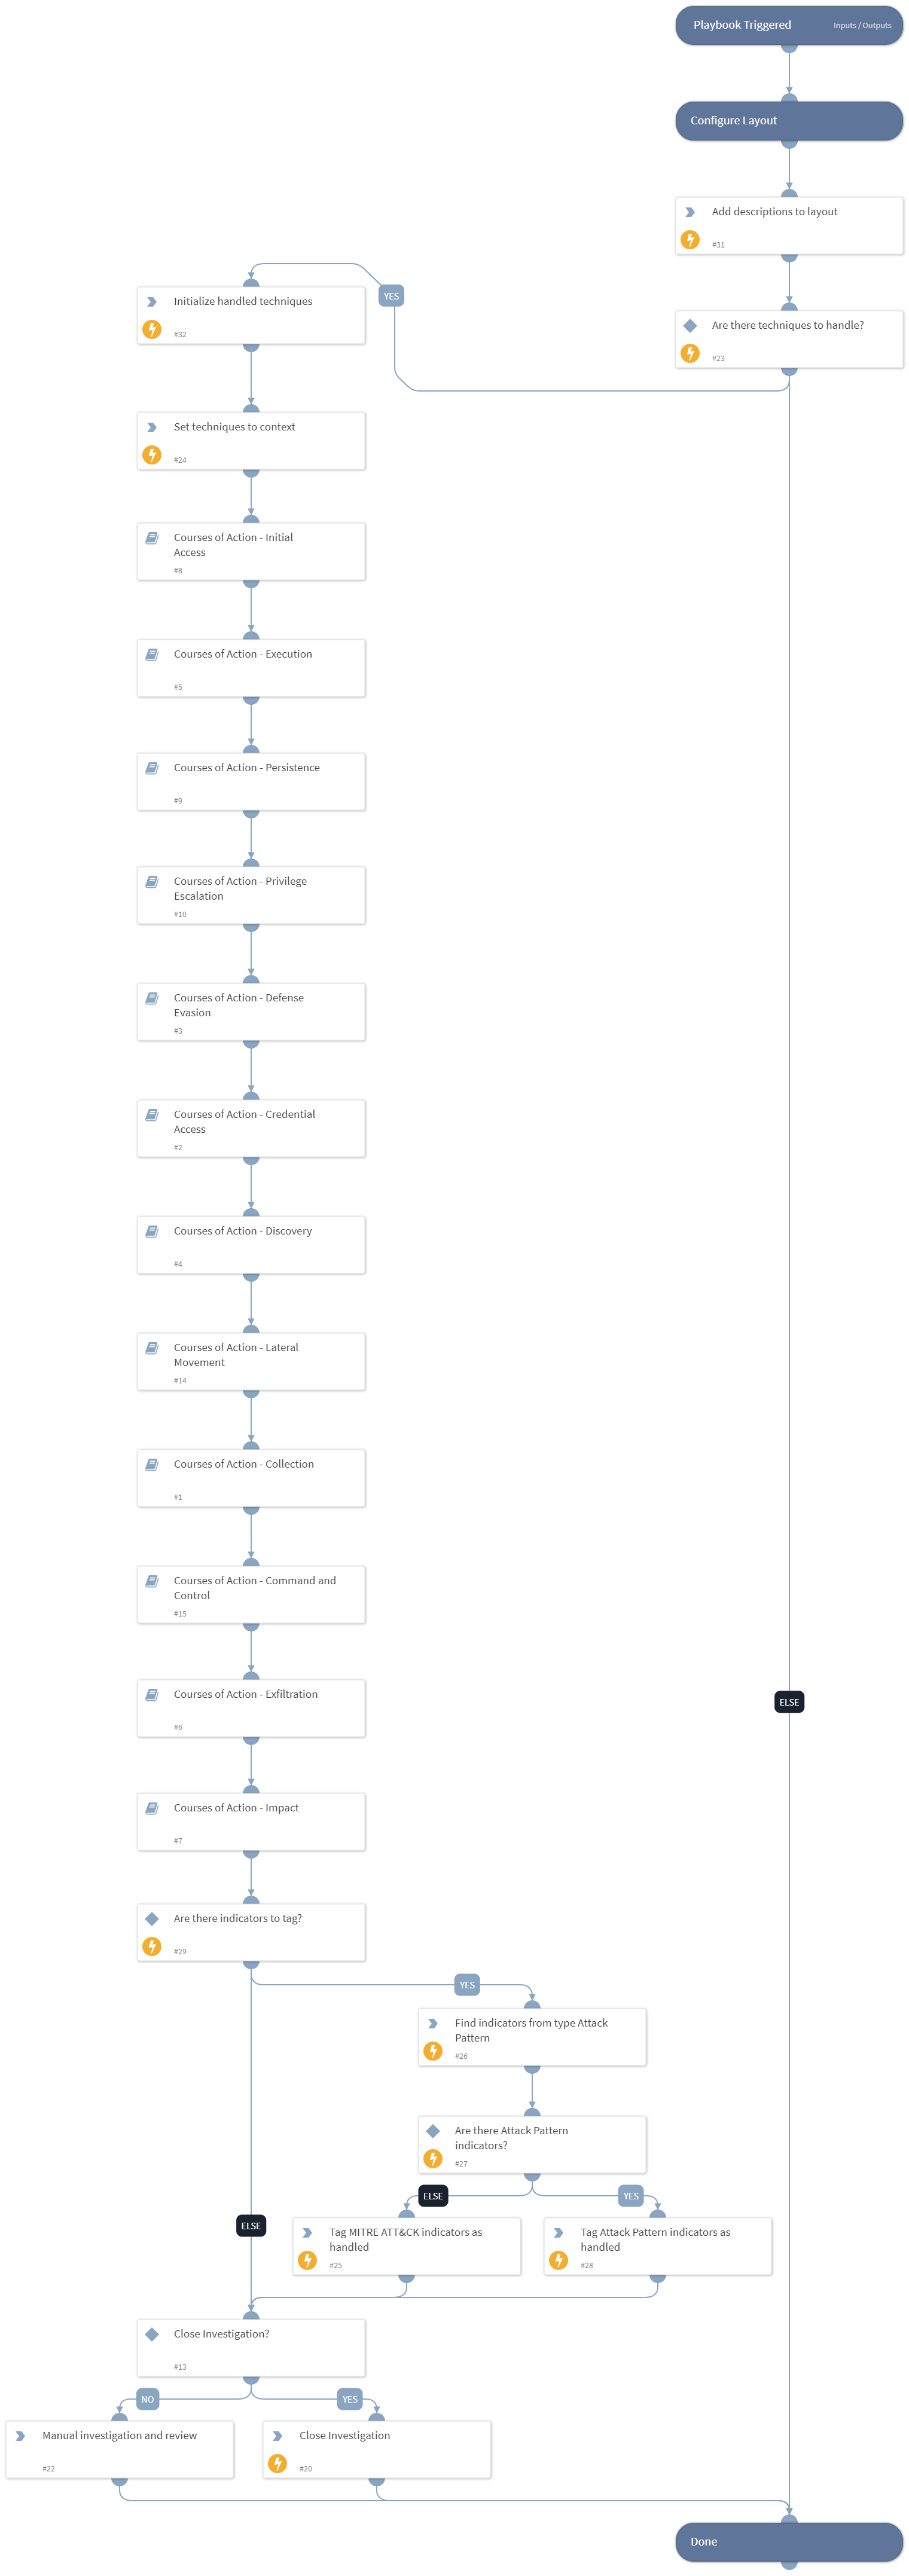 Playbook Triggered
Inputs / Outputs
Configure Layout
Add descriptions to layout
#31
Are there techniques to handle?
#23
YES
Initialize handled techniques
#32
Set techniques to context
#24
Courses of Action - Initial
Access
#8
Courses of Action - Execution
#5
Courses of Action - Persistence
#9
Courses of Action - Privilege
Escalation
#10
Courses of Action - Defense
Evasion
#3
Courses of Action - Credential
Access
#2
Courses of Action - Discovery
#4
Courses of Action - Lateral
Movement
#14
Courses of Action - Collection
#1
Courses of Action - Command and
Control
#15
Courses of Action - Exfiltration
#6
ELSE
Courses of Action - Impact
#7
Are there indicators to tag?
#29
YES
Find indicators from type Attack
Pattern
#26
Are there Attack Pattern
indicators?
#27
ELSE
YES
ELSE
Tag MITRE ATT&CK indicators as
handled
#25
Tag Attack Pattern indicators as
handled
#28
Close Investigation?
#13
NO
YES
Manual investigation and review
#22
Close Investigation
#20
Done